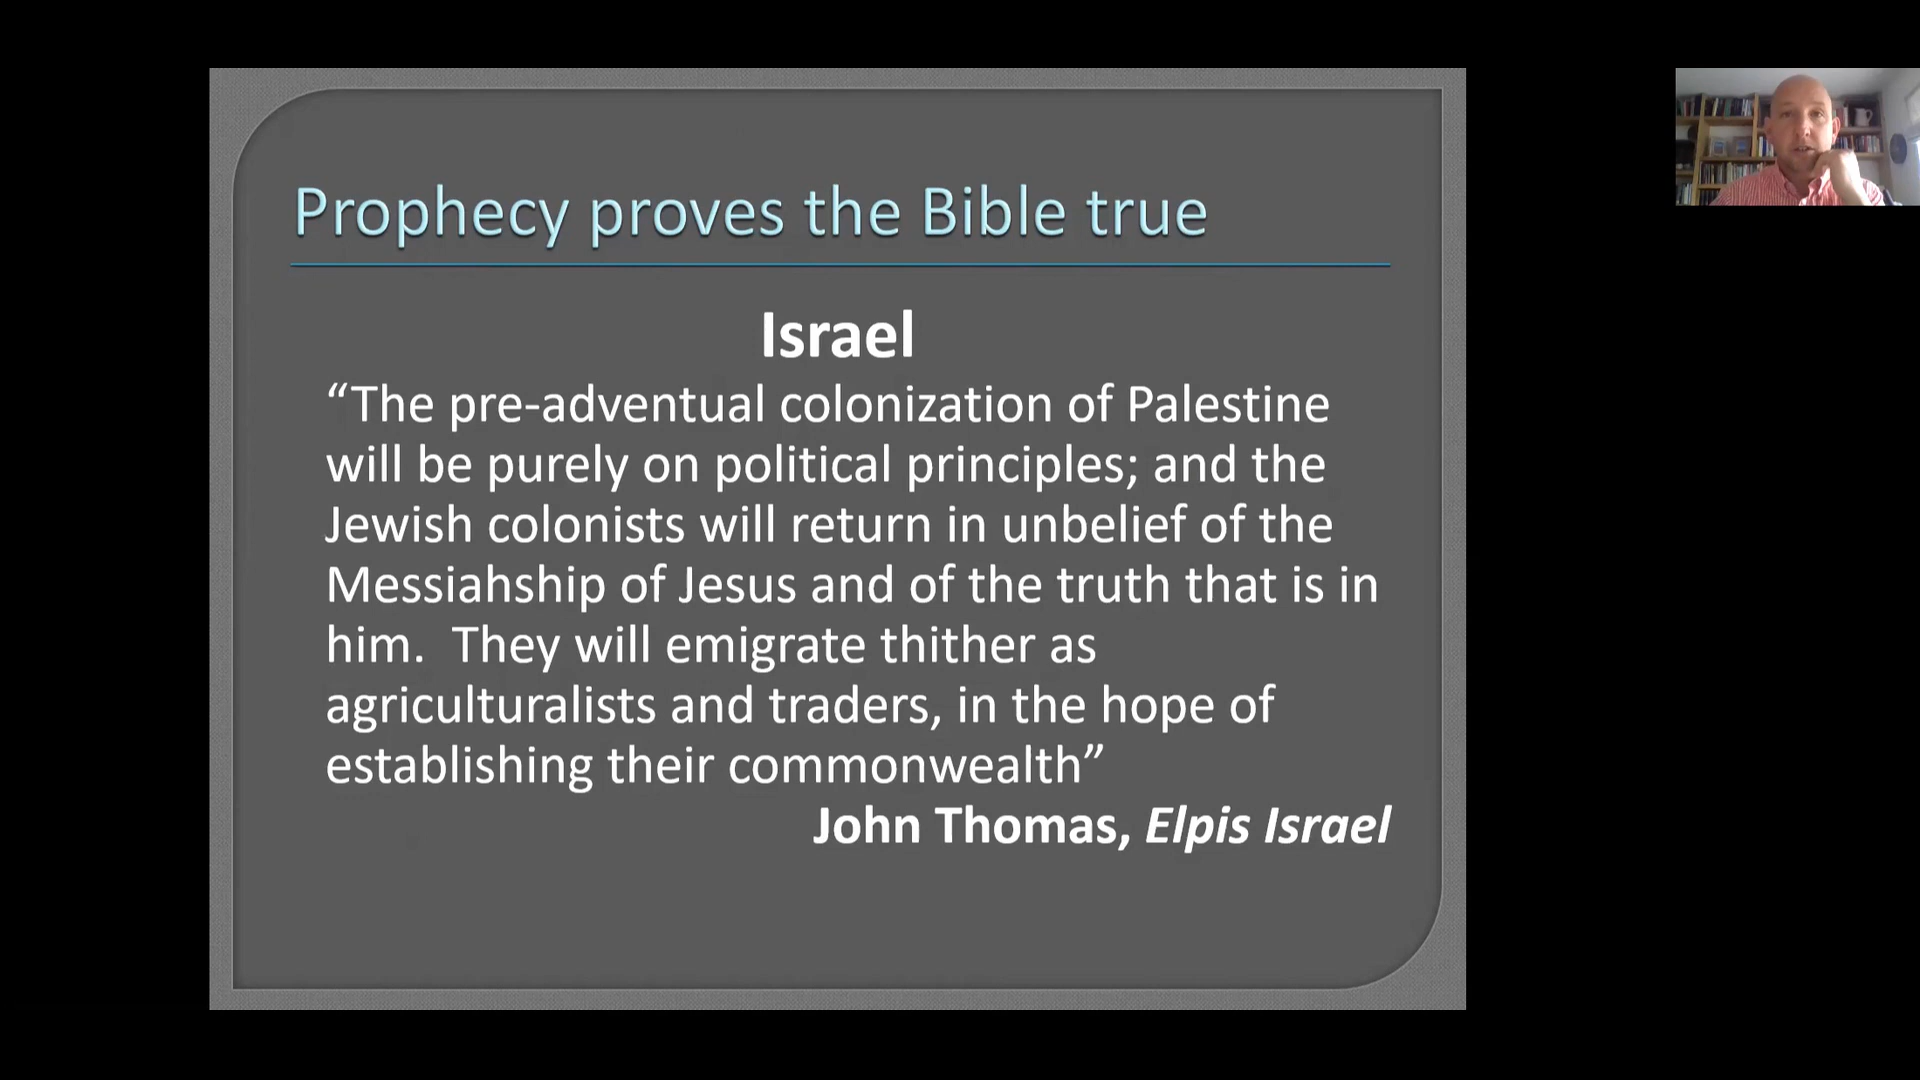 Prophecy proves the Bible true
Israel
“The pre-adventual colonization of Palestine
will be purely on political principles; and the
Jewish colonists will return in unbelief of the
Messiahship of Jesus and of the truth that is in
him.  They will emigrate thither as
agriculturalists and traders, in the hope of
establishing their commonwealth”
John Thomas, Elpis Israel